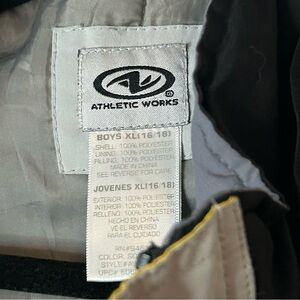 ATHLETIC WORKS
BOYS XL(16/18)
SHELL: 100% POLYESTER
LINING: 100% POLYESTER
FILLING: 100% POLYESTER
MADE IN CHINA
SEE REVERSE FOR CARE
JOVENES XL(16/18)
EXTERIOR: 100% POLIESTER
INTERIOR: 100% POLIESTER
RELLENO: 100% POLIESTER
HECHO EN CHINA
VE EL REVERSO
PARA EL CUIDADO
COLOR: